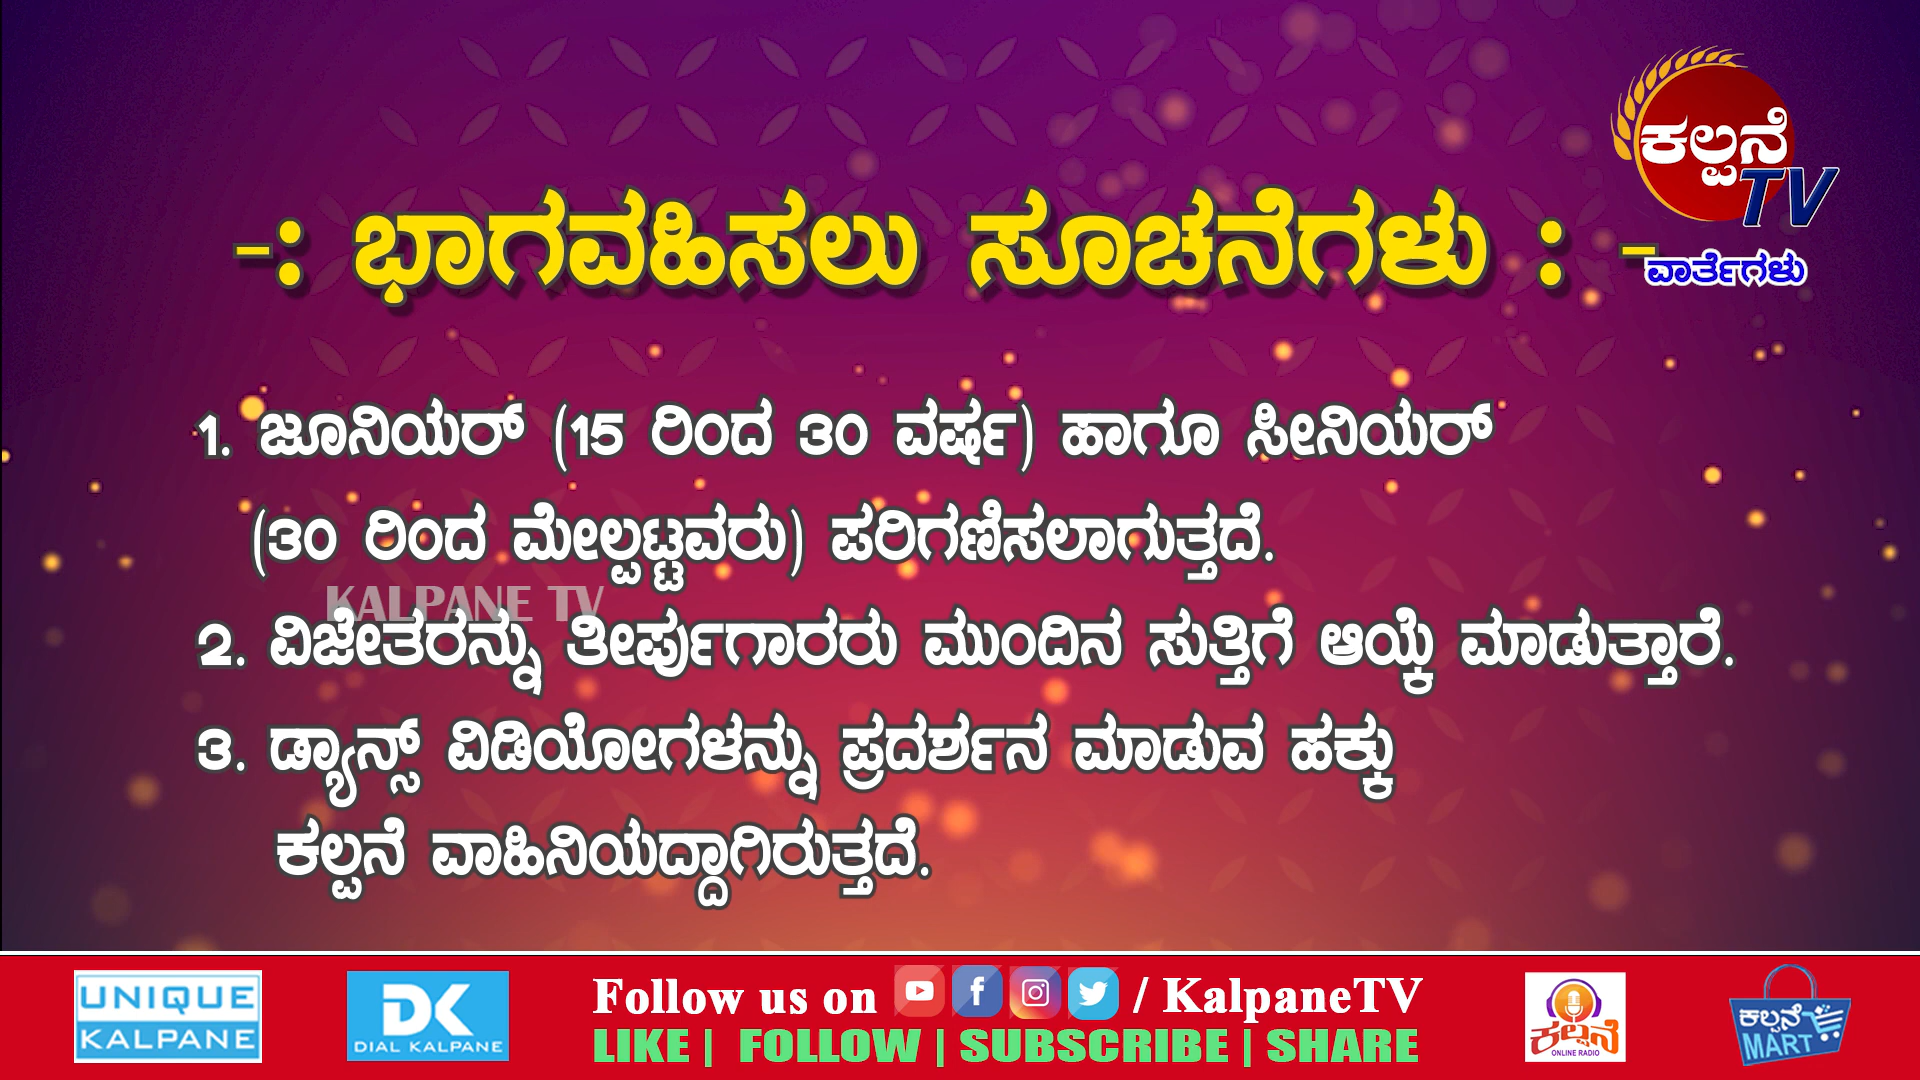 ಕಲ್ಪನೆ
TV
ವಾರ್ತೆಗಳು
-: ಭಾಗವಹಿಸಲು ಸೂಚನೆಗಳು : -
1. ಜೂನಿಯರ್ (15 ರಿಂದ 30 ವರ್ಷ) ಹಾಗೂ ಸೀನಿಯರ್
(30 ರಿಂದ ಮೇಲ್ಪಟ್ಟವರು) ಪರಿಗಣಿಸಲಾಗುತ್ತದೆ.
KALPANE TV
2. ವಿಜೇತರನ್ನು ತೀರ್ಪುಗಾರರು ಮುಂದಿನ ಸುತ್ತಿಗೆ ಆಯ್ಕೆ ಮಾಡುತ್ತಾರೆ.
3. ಡ್ಯಾನ್ಸ್ ವಿಡಿಯೋಗಳನ್ನು ಪ್ರದರ್ಶನ ಮಾಡುವ ಹಕ್ಕು
ಕಲ್ಪನೆ ವಾಹಿನಿಯದ್ದಾಗಿರುತ್ತದೆ.
UNIQUE
KALPANE
DK
DIAL KALPANE
Follow us on / KalpaneTV
LIKE | FOLLOW | SUBSCRIBE | SHARE
ಕಲ್ಪನೆ
ONLINE RADIO
ಕಲ್ಪನೆ
MART